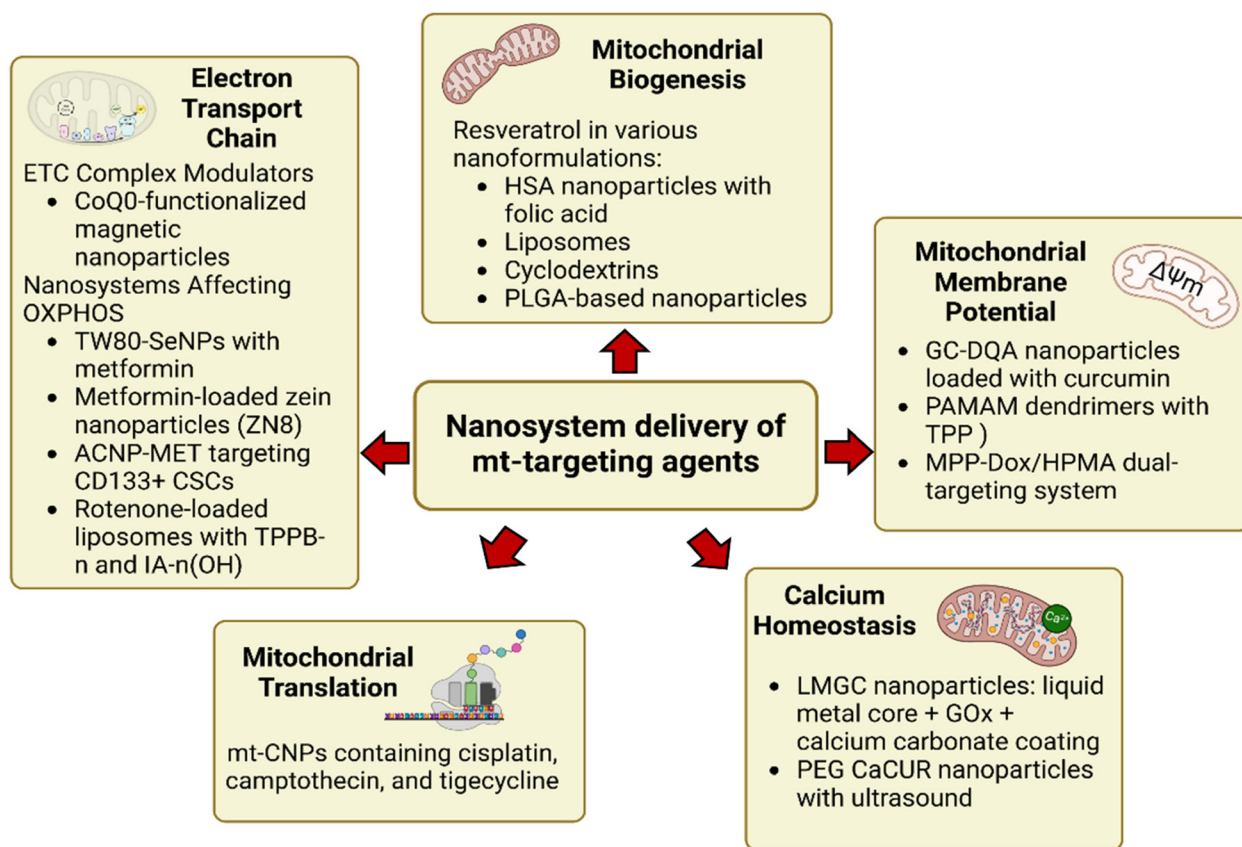 Electron
Transport
Chain
ETC Complex Modulators
• CoQ0-functionalized
magnetic
nanoparticles
Nanosystems Affecting
OXPHOS
• TW80-SeNPs with
metformin
• Metformin-loaded zein
nanoparticles (ZN8)
• ACNP-MET targeting
CD133+ CSCs
• Rotenone-loaded
liposomes with TPPB-
n and IA-n(OH)
Mitochondrial
Biogenesis
Resveratrol in various
nanoformulations:
• HSA nanoparticles with
folic acid
• Liposomes
• Cyclodextrins
• PLGA-based nanoparticles
Mitochondrial
Membrane
Potential
ΔΨm
• GC-DQA nanoparticles
loaded with curcumin
• PAMAM dendrimers with
TPP )
• MPP-Dox/HPMA dual-
targeting system
Nanosystem delivery of
mt-targeting agents
Mitochondrial
Translation
mt-CNPs containing cisplatin,
camptothecin, and tigecycline
Calcium
Homeostasis
Ca²⁺
• LMGC nanoparticles: liquid
metal core + GOx +
calcium carbonate coating
• PEG CaCUR nanoparticles
with ultrasound